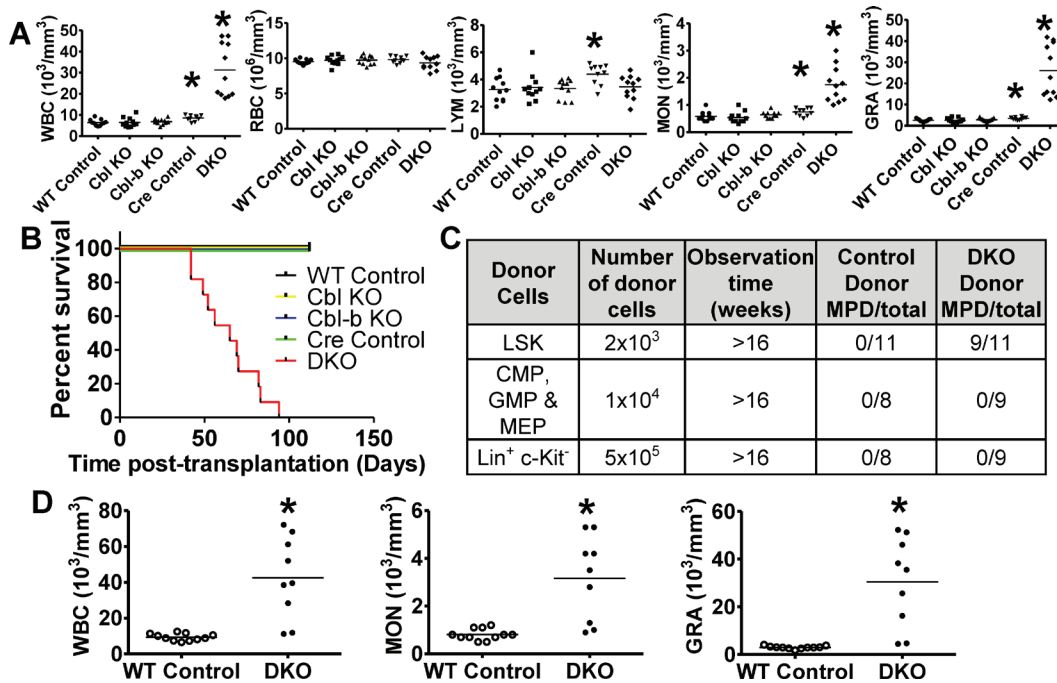 A
WBC (10³/mm³)
50
40
30
20
10
0
*
*
WT Control
Cbl KO
Cbl-b KO
Cre Control
DKO
RBC (10⁶/mm³)
15
10
5
0
WT Control
Cbl KO
Cbl-b KO
Cre Control
DKO
LYM (10³/mm³)
8
6
4
2
0
*
WT Control
Cbl KO
Cbl-b KO
Cre Control
DKO
MON (10³/mm³)
4
3
2
1
0
*
*
WT Control
Cbl KO
Cbl-b KO
Cre Control
DKO
GRA (10³/mm³)
50
40
30
20
10
0
*
*
WT Control
Cbl KO
Cbl-b KO
Cre Control
DKO
B
Percent survival
100
80
60
40
20
0
0
50
100
150
Time post-transplantation (Days)
WT Control
Cbl KO
Cbl-b KO
Cre Control
DKO
C
Donor Cells
Number of donor cells
Observation time (weeks)
Control Donor MPD/total
DKO Donor MPD/total
LSK
2x10³
>16
0/11
9/11
CMP, GMP & MEP
1x10⁴
>16
0/8
0/9
Lin⁺ c-Kit⁻
5x10⁵
>16
0/8
0/9
D
WBC (10³/mm³)
80
60
40
20
0
*
WT Control
DKO
MON (10³/mm³)
6
4
2
0
*
WT Control
DKO
GRA (10³/mm³)
60
40
20
0
*
WT Control
DKO